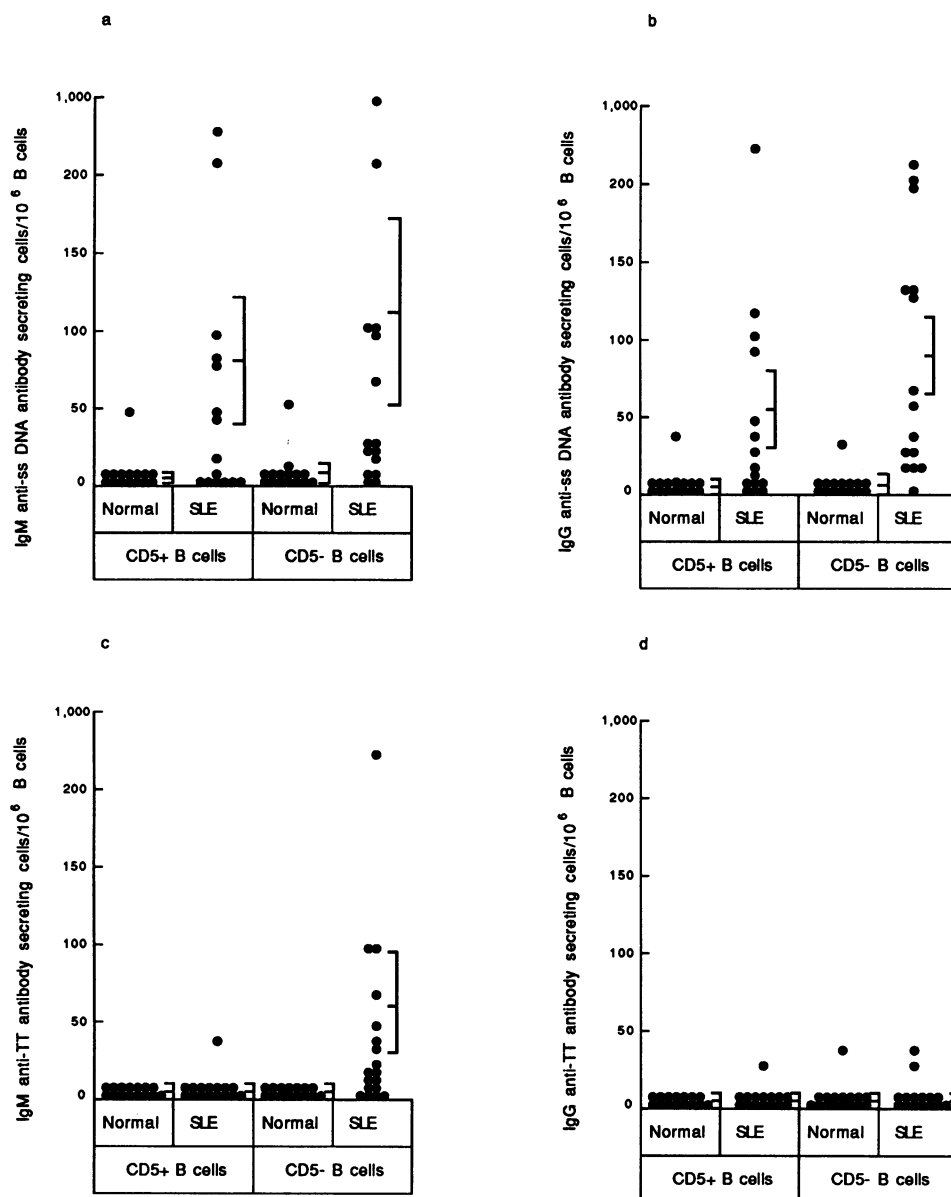 a
IgM anti-ss DNA antibody secreting cells/10⁶ B cells
1,000
200
150
100
50
0
Normal SLE Normal SLE
CD5+ B cells CD5- B cells
b
IgG anti-ss DNA antibody secreting cells/10⁶ B cells
1,000
200
150
100
50
0
Normal SLE Normal SLE
CD5+ B cells CD5- B cells
c
IgM anti-TT antibody secreting cells/10⁶ B cells
1,000
200
150
100
50
0
Normal SLE Normal SLE
CD5+ B cells CD5- B cells
d
IgG anti-TT antibody secreting cells/10⁶ B cells
1,000
200
150
100
50
0
Normal SLE Normal SLE
CD5+ B cells CD5- B cells